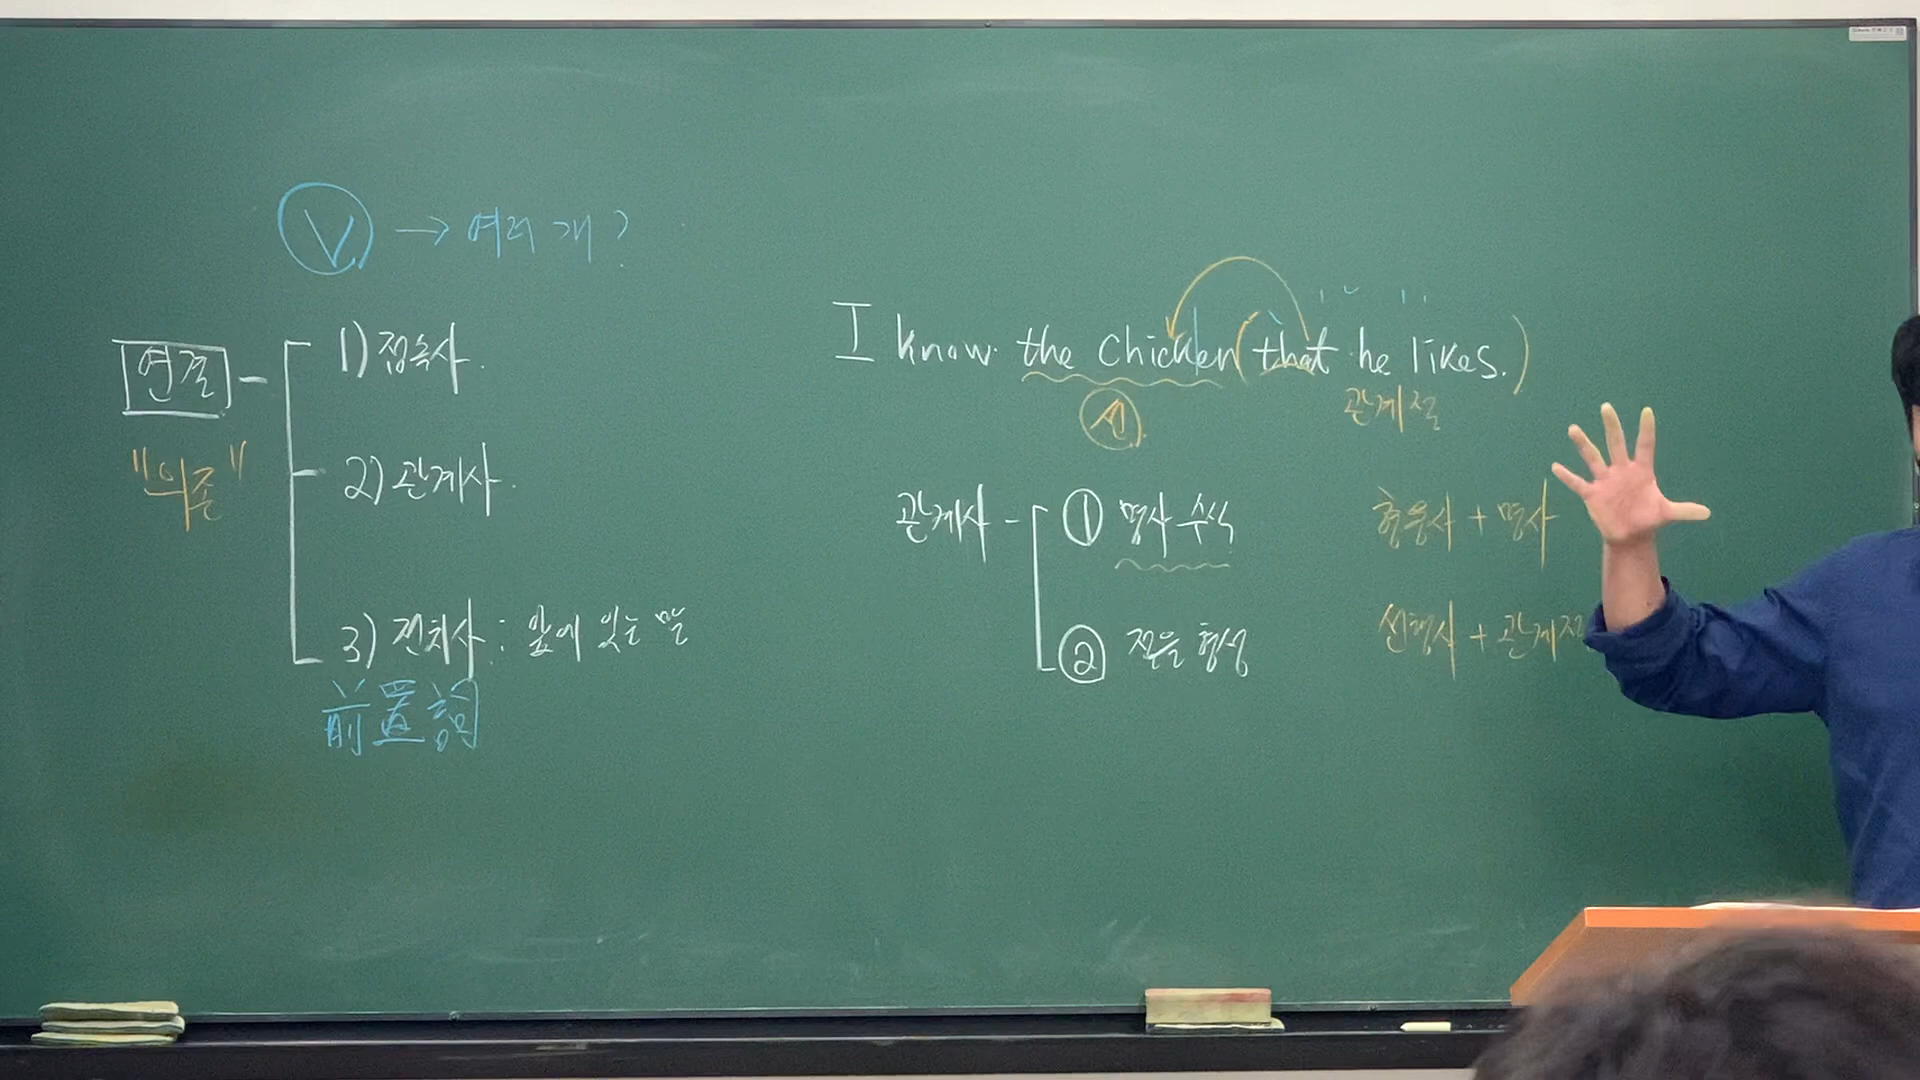 V → 여러 개?
연결
"의존"
1) 접속사.
2) 관계사.
3) 전치사 : 앞에 있는 말
前置詞
I know the chicken (that he likes.)
선
관계절
관계사
① 명사 수식
② 절을 형성
형용사 + 명사
선행사 + 관계절